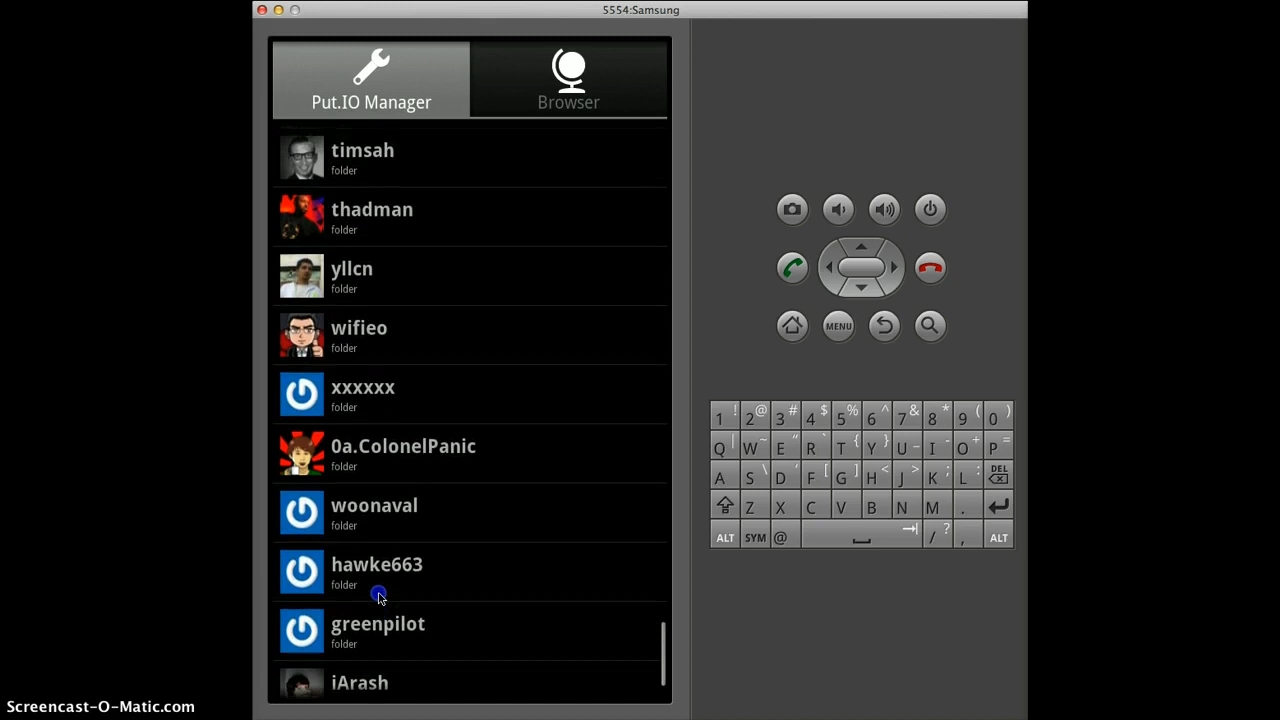 5554:Samsung
Put.IO Manager
Browser
timsah
folder
thadman
folder
yllcn
folder
wifieo
folder
xxxxxx
folder
0a.ColonelPanic
folder
woonaval
folder
hawke663
folder
greenpilot
folder
iArash
MENU
1 ! 2 @ 3 # 4 $ 5 % 6 ^ 7 & 8 * 9 ( 0 )
Q | W ~ E " R ` T { Y } U _ I - O + P =
A S \ D ' F [ G ] H < J > K ; L : DEL
Z X C V B N M .
ALT SYM @ / ? , ALT
Screencast-O-Matic.com